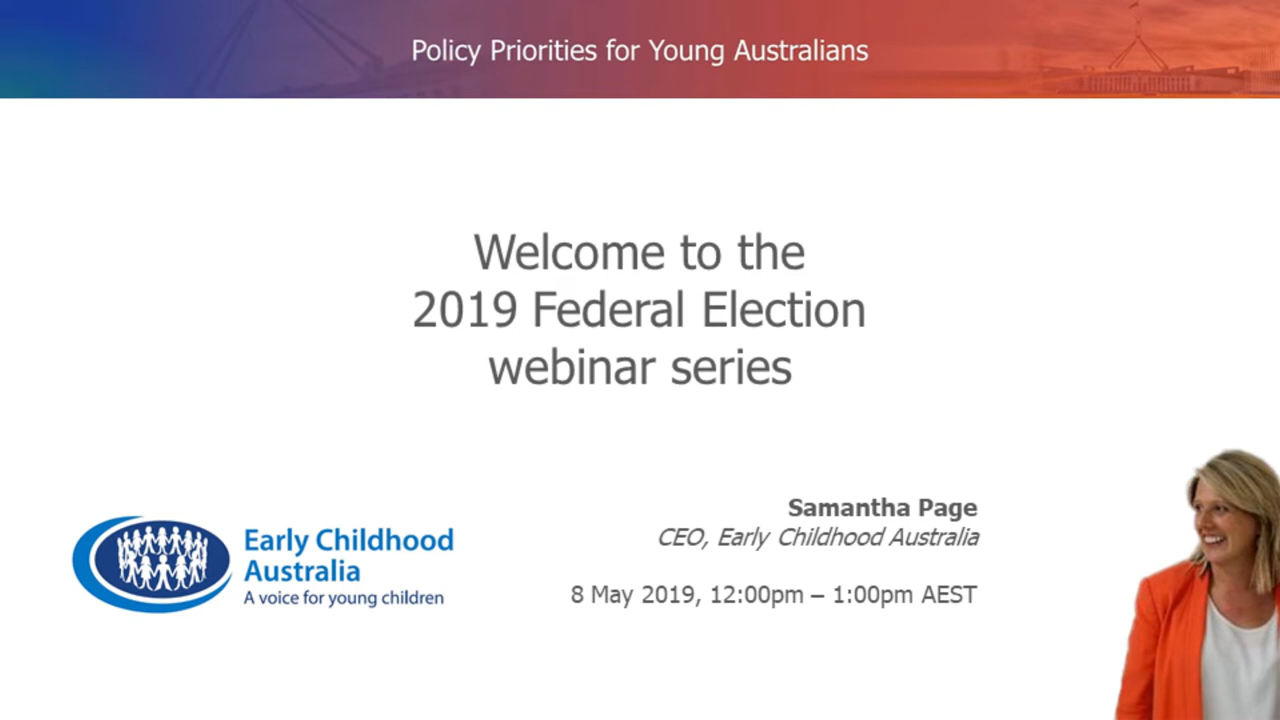 Policy Priorities for Young Australians
Welcome to the
2019 Federal Election
webinar series
Samantha Page
CEO, Early Childhood Australia
8 May 2019, 12:00pm – 1:00pm AEST
Early Childhood
Australia
A voice for young children